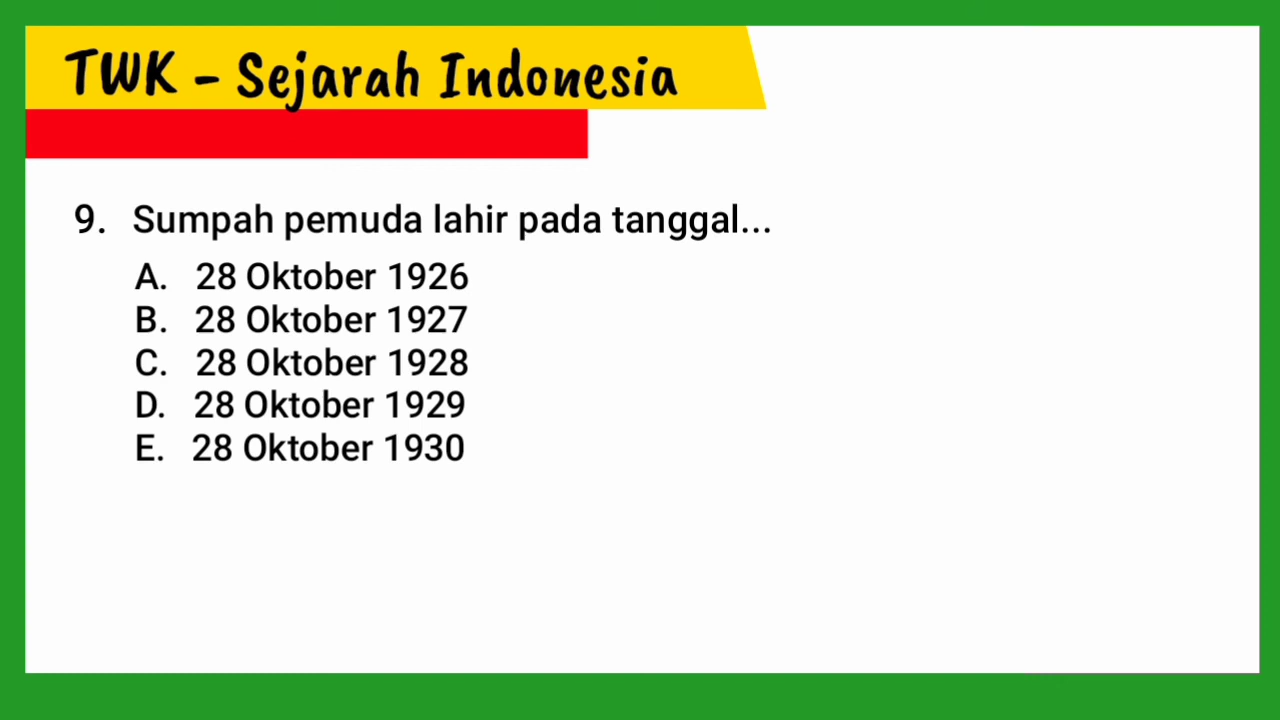 TWK - Sejarah Indonesia
9. Sumpah pemuda lahir pada tanggal...
A. 28 Oktober 1926
B. 28 Oktober 1927
C. 28 Oktober 1928
D. 28 Oktober 1929
E. 28 Oktober 1930